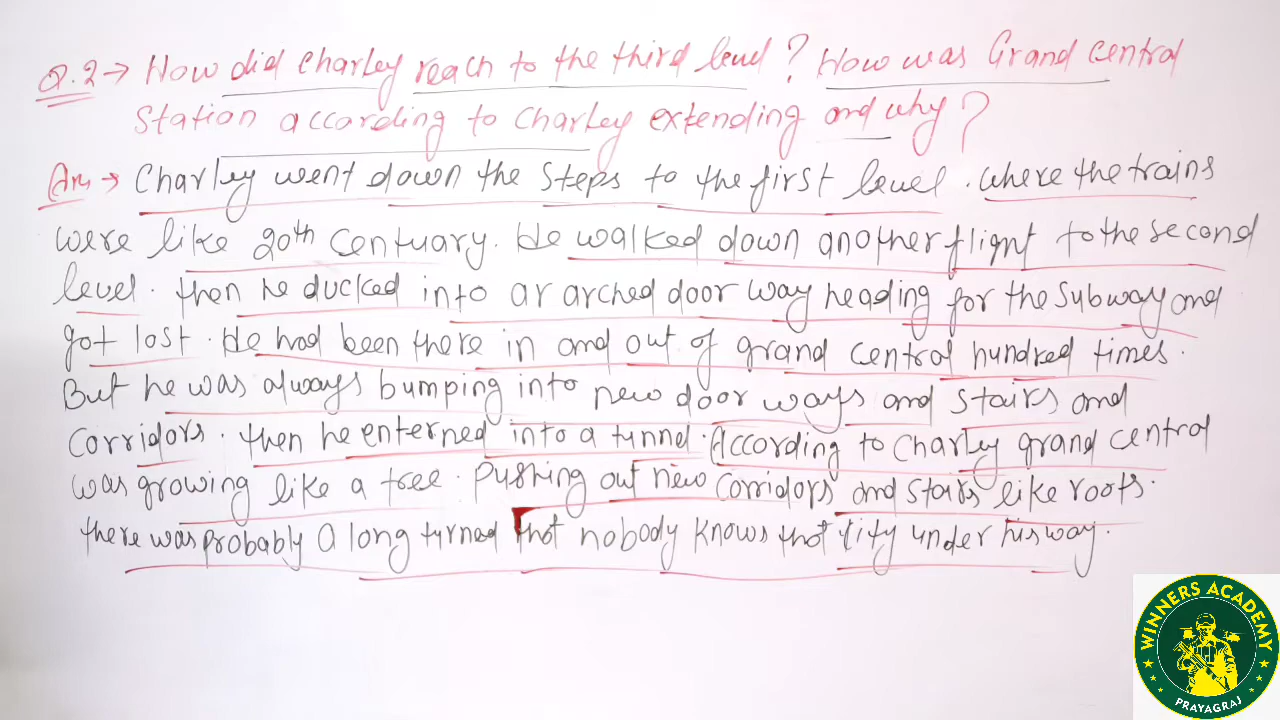 Q.2→ How did Charley reach to the third level? How was Grand central
Station according to Charley extending and why?
Ans→ Charley went down the steps to the first level. where the trains
were like 20th centuary. He walked down another flight to the second
level. then he ducked into ar arched door way heading for the subway and
got lost. He had been there in and out of grand central hundred times.
But he was always bumping into new door ways and stairs and
corridors. then he enterned into a tunnel. According to Charley grand central
was growing like a tree. Pushing out new corridors and stairs like roots.
there was probably a long turned that nobody knows that under his way.
WINNERS ACADEMY
PRAYAGRAJ